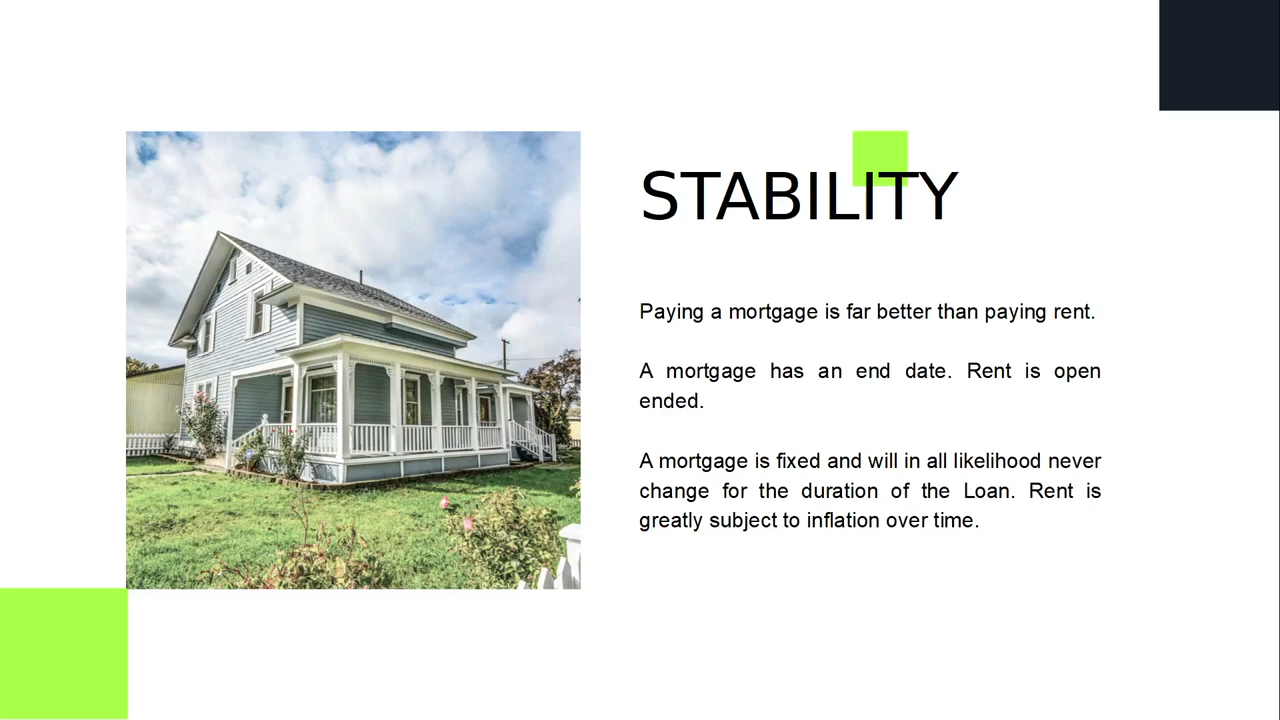 STABILITY
Paying a mortgage is far better than paying rent.
A mortgage has an end date. Rent is open
ended.
A mortgage is fixed and will in all likelihood never
change for the duration of the Loan. Rent is
greatly subject to inflation over time.